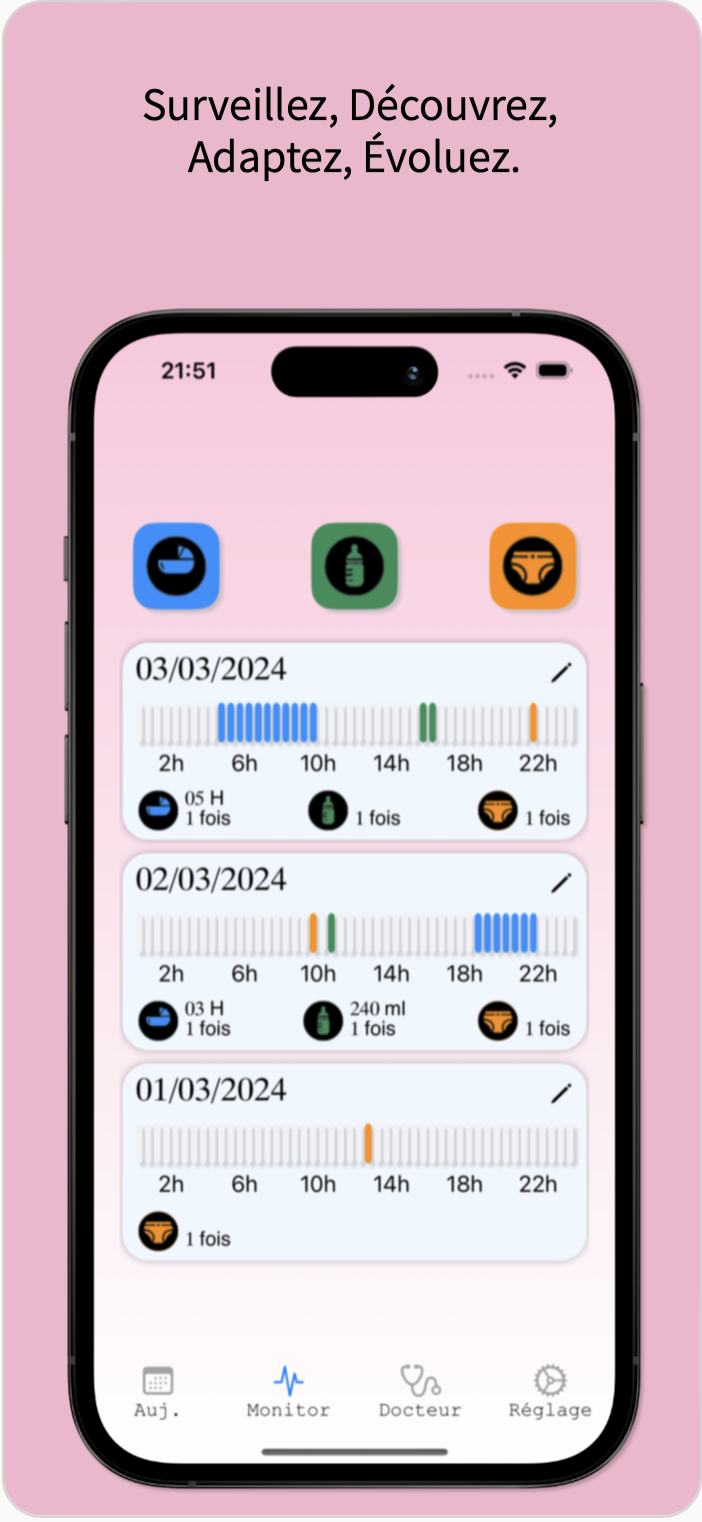 Surveillez, Découvrez,
Adaptez, Évoluez.
21:51
03/03/2024
2h 6h 10h 14h 18h 22h
05 H
1 fois 1 fois 1 fois
02/03/2024
2h 6h 10h 14h 18h 22h
03 H 240 ml
1 fois 1 fois 1 fois
01/03/2024
2h 6h 10h 14h 18h 22h
1 fois
Auj. Monitor Docteur Réglage